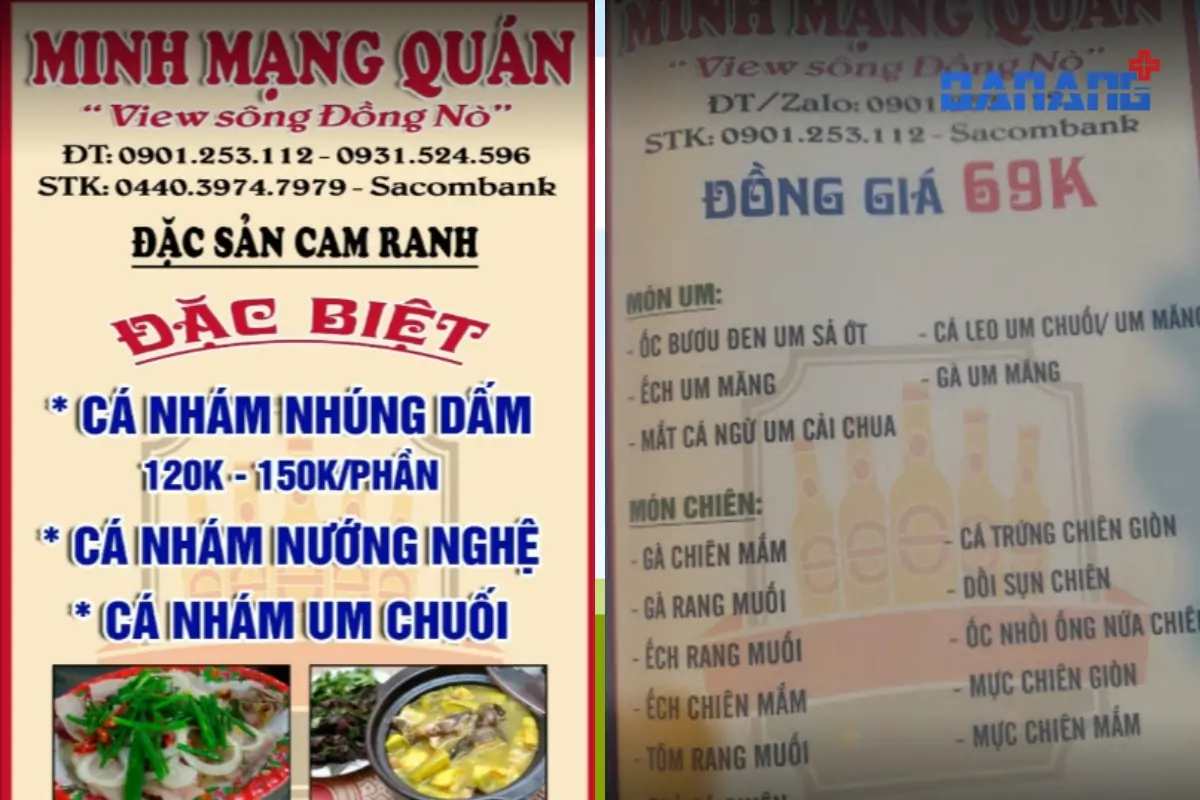 MINH MẠNG QUÁN
“View sông Đồng Nò”
ĐT: 0901.253.112 - 0931.524.596
STK: 0440.3974.7979 - Sacombank
ĐẶC SẢN CAM RANH
ĐẶC BIỆT
* CÁ NHÁM NHÚNG DẤM
120K - 150K/PHẦN
* CÁ NHÁM NƯỚNG NGHỆ
* CÁ NHÁM UM CHUỐI
MINH MẠNG QUÁN
“View sông Đồng Nò”
DANANG
ĐT/Zalo: 0901
STK: 0901.253.112 - Sacombank
ĐỒNG GIÁ 69K
MÓN UM:
- ỐC BƯƠU ĐEN UM SẢ ỚT
- ẾCH UM MĂNG
- MẮT CÁ NGỪ UM CẢI CHUA
- CÁ LEO UM CHUỐI/ UM MĂNG
- GÀ UM MĂNG
MÓN CHIÊN:
- GÀ CHIÊN MẮM
- GÀ RANG MUỐI
- ẾCH RANG MUỐI
- ẾCH CHIÊN MẮM
- TÔM RANG MUỐI
- CÁ TRỨNG CHIÊN GIÒN
- DỒI SỤN CHIÊN
- ỐC NHỒI ỐNG NỨA CHIÊN
- MỰC CHIÊN GIÒN
- MỰC CHIÊN MẮM